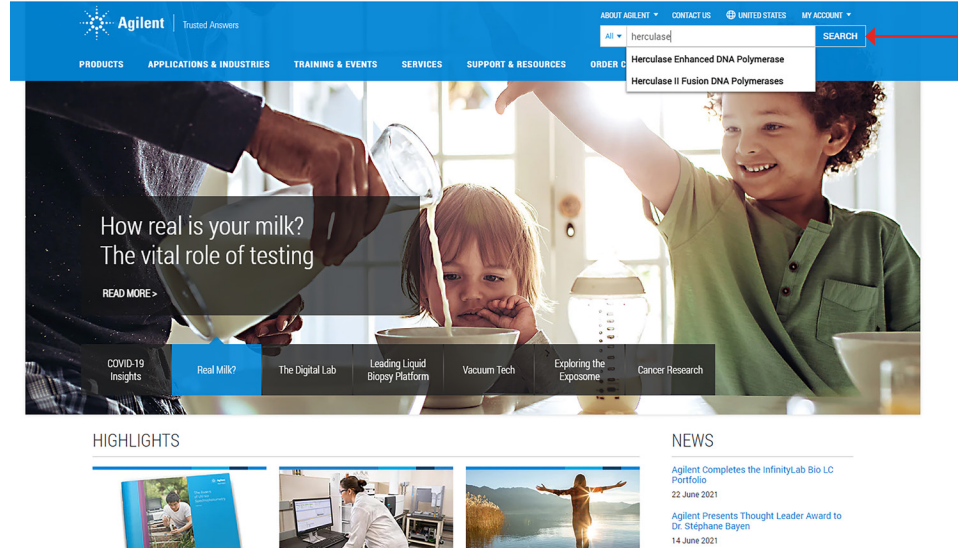 Agilent
Trusted Answers
ABOUT AGILENT
CONTACT US
UNITED STATES
MY ACCOUNT
All
herculase
SEARCH
PRODUCTS
APPLICATIONS & INDUSTRIES
TRAINING & EVENTS
SERVICES
SUPPORT & RESOURCES
ORDER C
Herculase Enhanced DNA Polymerase
Herculase II Fusion DNA Polymerases
How real is your milk?
The vital role of testing
READ MORE >
COVID-19
Insights
Real Milk?
The Digital Lab
Leading Liquid
Biopsy Platform
Vacuum Tech
Exploring the
Exposome
Cancer Research
HIGHLIGHTS
NEWS
Agilent Completes the InfinityLab Bio LC
Portfolio
22 June 2021
Agilent Presents Thought Leader Award to
Dr. Stéphane Bayen
14 June 2021